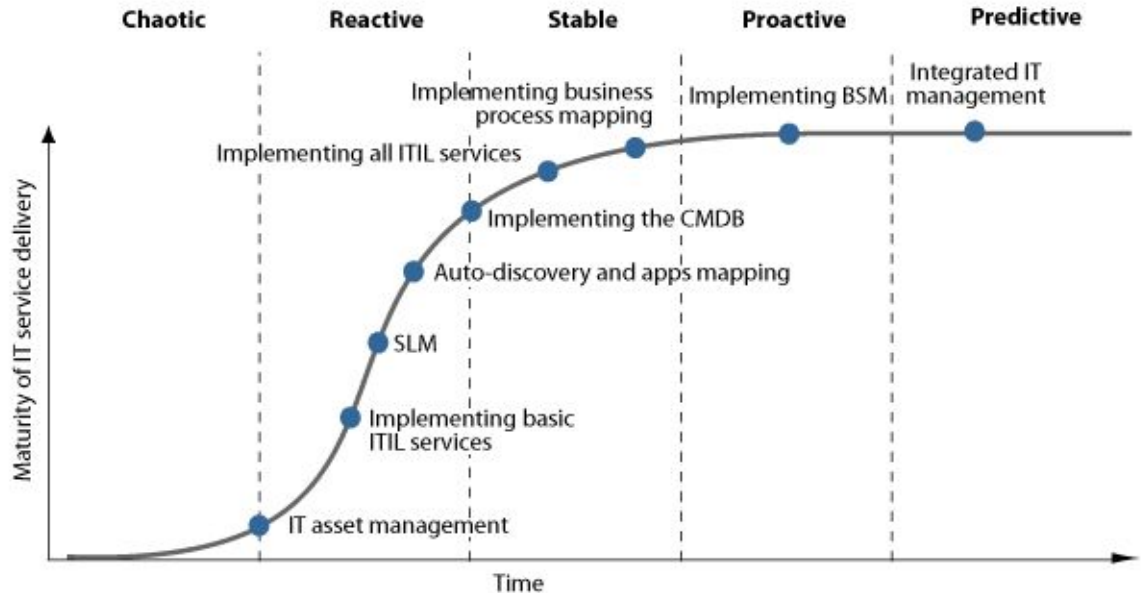 Chaotic
Reactive
Stable
Proactive
Predictive
Integrated IT
management
Implementing business
process mapping
Implementing BSM
Implementing all ITIL services
Implementing the CMDB
Auto-discovery and apps mapping
SLM
Implementing basic
ITIL services
IT asset management
Maturity of IT service delivery
Time